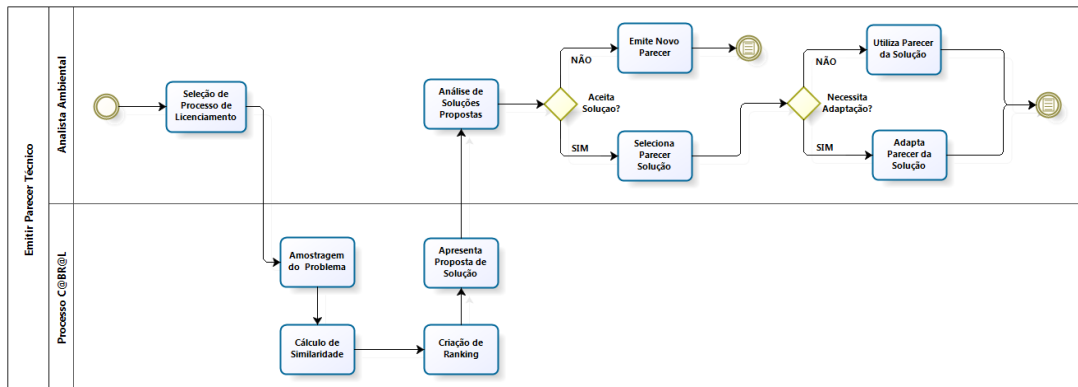 Emitir Parecer Técnico
Analista Ambiental
Seleção de
Processo de
Licenciamento
Análise de
Soluções
Propostas
Aceita
Soluçao?
NÃO
Emite Novo
Parecer
SIM
Seleciona
Parecer
Solução
Necessita
Adaptação?
NÃO
Utiliza Parecer
da Solução
SIM
Adapta
Parecer da
Solução
Processo C@BR@L
Amostragem
do Problema
Cálculo de
Similaridade
Criação de
Ranking
Apresenta
Proposta de
Solução